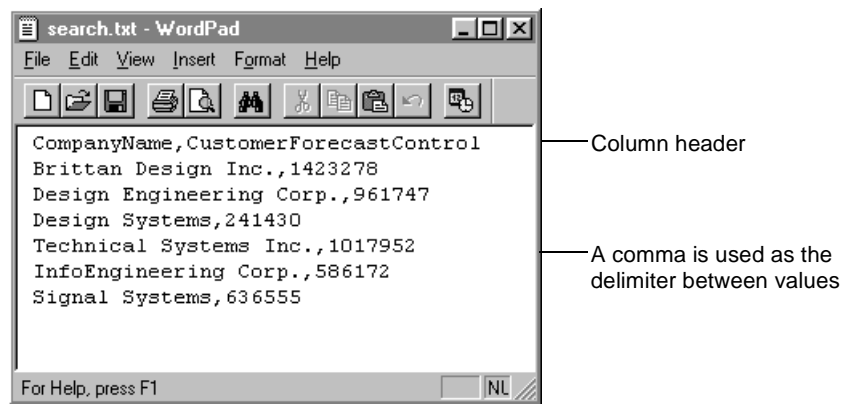 search.txt - WordPad
File Edit View Insert Format Help
CompanyName,CustomerForecastControl
Brittan Design Inc.,1423278
Design Engineering Corp.,961747
Design Systems,241430
Technical Systems Inc.,1017952
InfoEngineering Corp.,586172
Signal Systems,636555
For Help, press F1
NL
Column header
A comma is used as the
delimiter between values